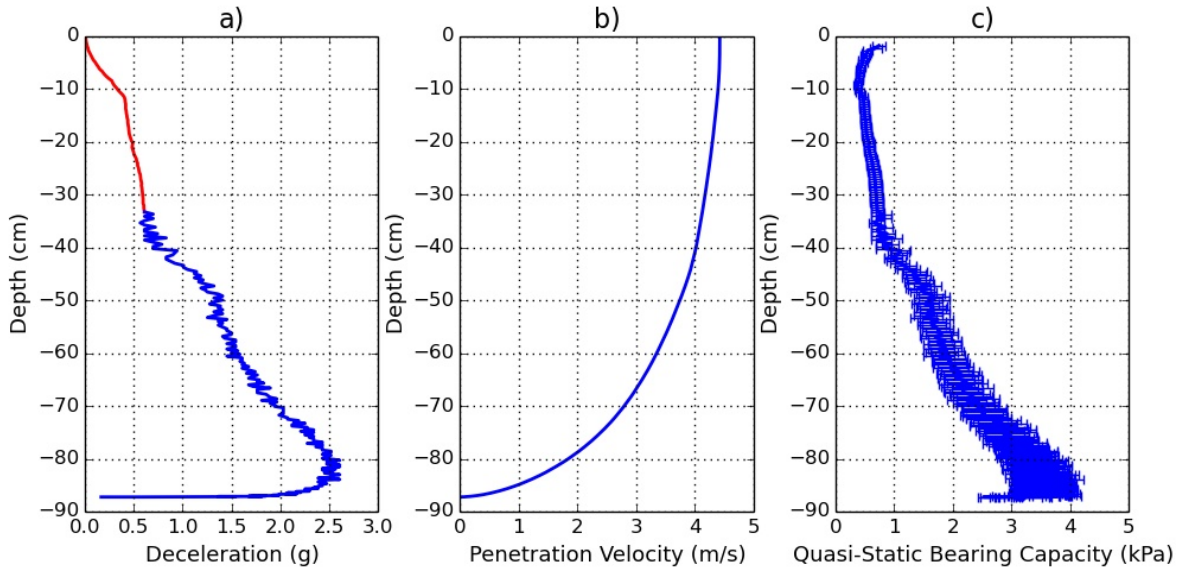 a)
0
−10
−20
−30
−40
−50
−60
−70
−80
−90
Depth (cm)
0.0 0.5 1.0 1.5 2.0 2.5 3.0
Deceleration (g)
b)
0
−10
−20
−30
−40
−50
−60
−70
−80
−90
Depth (cm)
0 1 2 3 4 5
Penetration Velocity (m/s)
c)
0
−10
−20
−30
−40
−50
−60
−70
−80
−90
Depth (cm)
0 1 2 3 4 5
Quasi-Static Bearing Capacity (kPa)